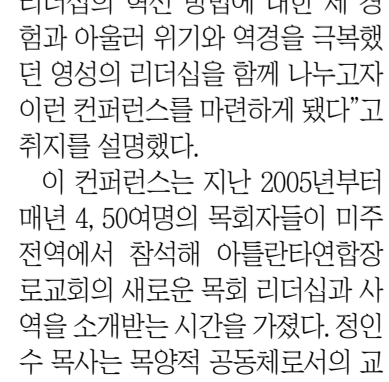 리더십의 혁신 방법에 대한 제 경
험과 아울러 위기와 역경을 극복했
던 영성의 리더십을 함께 나누고자
이런 컨퍼런스를 마련하게 됐다”고
취지를 설명했다.
이 컨퍼런스는 지난 2005년부터
매년 4, 50여명의 목회자들이 미주
전역에서 참석해 아틀란타연합장
로교회의 새로운 목회 리더십과 사
역을 소개받는 시간을 가졌다. 정인
수 목사는 목양적 공동체로서의 교